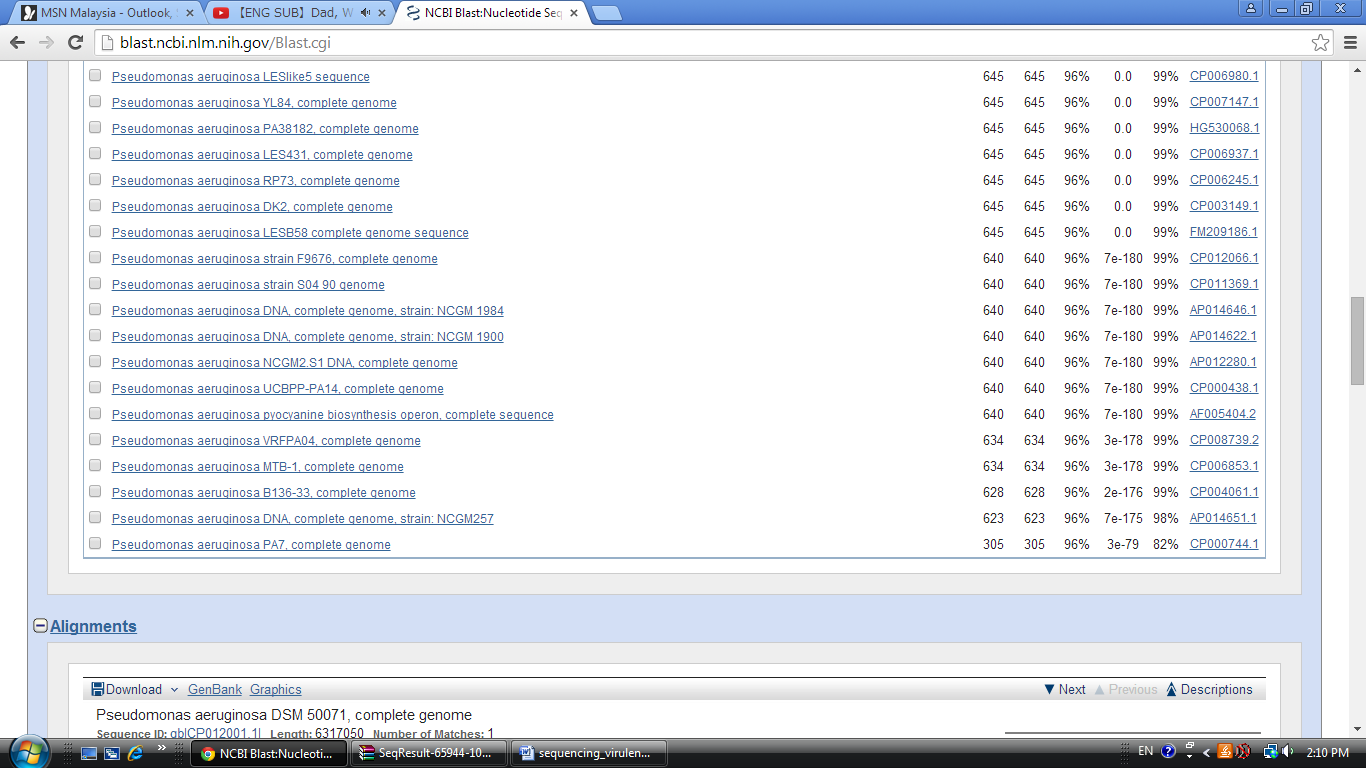 MSN Malaysia - Outlook,
【ENG SUB】Dad, W
NCBI Blast:Nucleotide Seq
blast.ncbi.nlm.nih.gov/Blast.cgi
Pseudomonas aeruginosa LESlike5 sequence 645 645 96% 0.0 99% CP006980.1
Pseudomonas aeruginosa YL84, complete genome 645 645 96% 0.0 99% CP007147.1
Pseudomonas aeruginosa PA38182, complete genome 645 645 96% 0.0 99% HG530068.1
Pseudomonas aeruginosa LES431, complete genome 645 645 96% 0.0 99% CP006937.1
Pseudomonas aeruginosa RP73, complete genome 645 645 96% 0.0 99% CP006245.1
Pseudomonas aeruginosa DK2, complete genome 645 645 96% 0.0 99% CP003149.1
Pseudomonas aeruginosa LESB58 complete genome sequence 645 645 96% 0.0 99% FM209186.1
Pseudomonas aeruginosa strain F9676, complete genome 640 640 96% 7e-180 99% CP012066.1
Pseudomonas aeruginosa strain S04 90 genome 640 640 96% 7e-180 99% CP011369.1
Pseudomonas aeruginosa DNA, complete genome, strain: NCGM 1984 640 640 96% 7e-180 99% AP014646.1
Pseudomonas aeruginosa DNA, complete genome, strain: NCGM 1900 640 640 96% 7e-180 99% AP014622.1
Pseudomonas aeruginosa NCGM2.S1 DNA, complete genome 640 640 96% 7e-180 99% AP012280.1
Pseudomonas aeruginosa UCBPP-PA14, complete genome 640 640 96% 7e-180 99% CP000438.1
Pseudomonas aeruginosa pyocyanine biosynthesis operon, complete sequence 640 640 96% 7e-180 99% AF005404.2
Pseudomonas aeruginosa VRFPA04, complete genome 634 634 96% 3e-178 99% CP008739.2
Pseudomonas aeruginosa MTB-1, complete genome 634 634 96% 3e-178 99% CP006853.1
Pseudomonas aeruginosa B136-33, complete genome 628 628 96% 2e-176 99% CP004061.1
Pseudomonas aeruginosa DNA, complete genome, strain: NCGM257 623 623 96% 7e-175 98% AP014651.1
Pseudomonas aeruginosa PA7, complete genome 305 305 96% 3e-79 82% CP000744.1
Alignments
Download GenBank Graphics Next Previous Descriptions
Pseudomonas aeruginosa DSM 50071, complete genome
Sequence ID: gb|CP012001.1| Length: 6317050 Number of Matches: 1
NCBI Blast:Nucleoti...
SeqResult-65944-10...
sequencing_virulen...
EN
2:10 PM